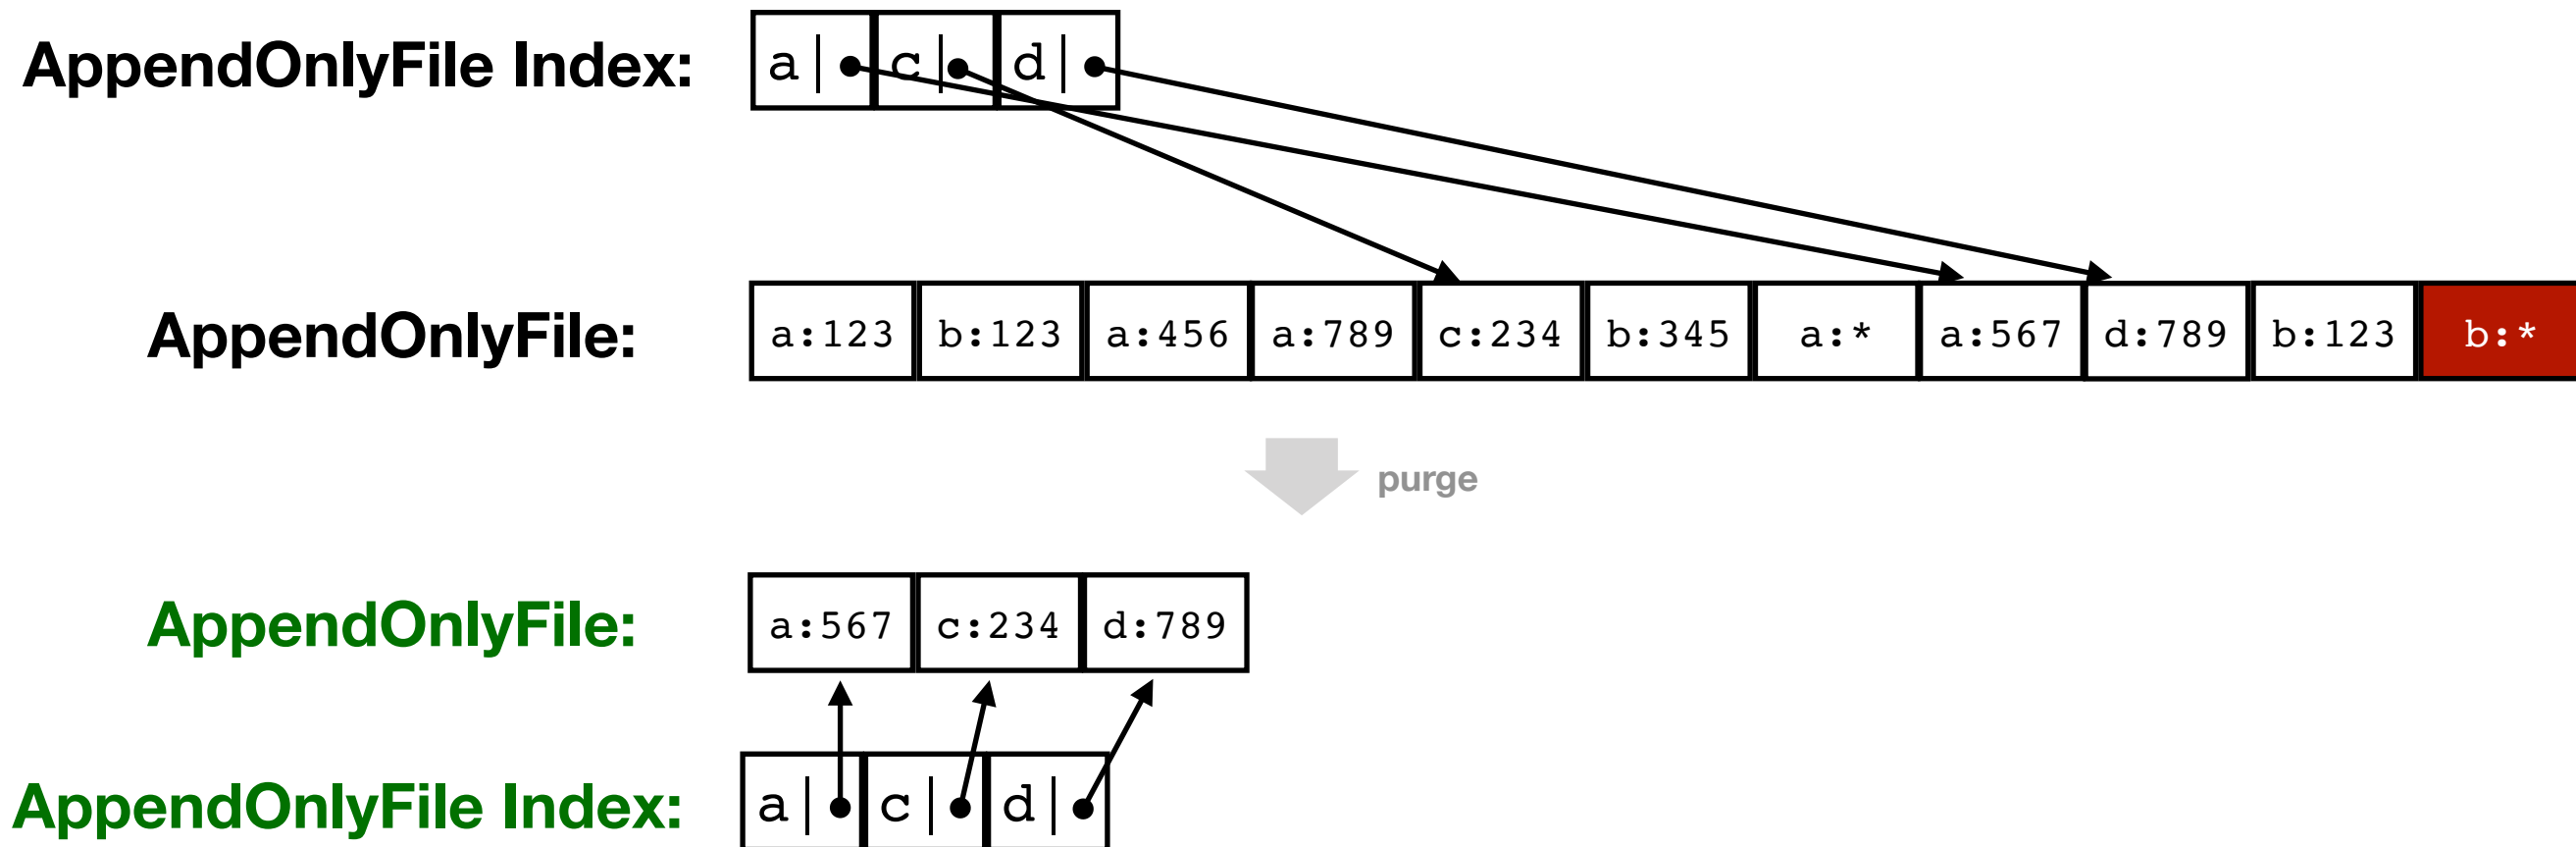 AppendOnlyFile Index: a| c| d|
AppendOnlyFile: a:123 b:123 a:456 a:789 c:234 b:345 a:* a:567 d:789 b:123 b:*
purge
AppendOnlyFile: a:567 c:234 d:789
AppendOnlyFile Index: a| c| d|